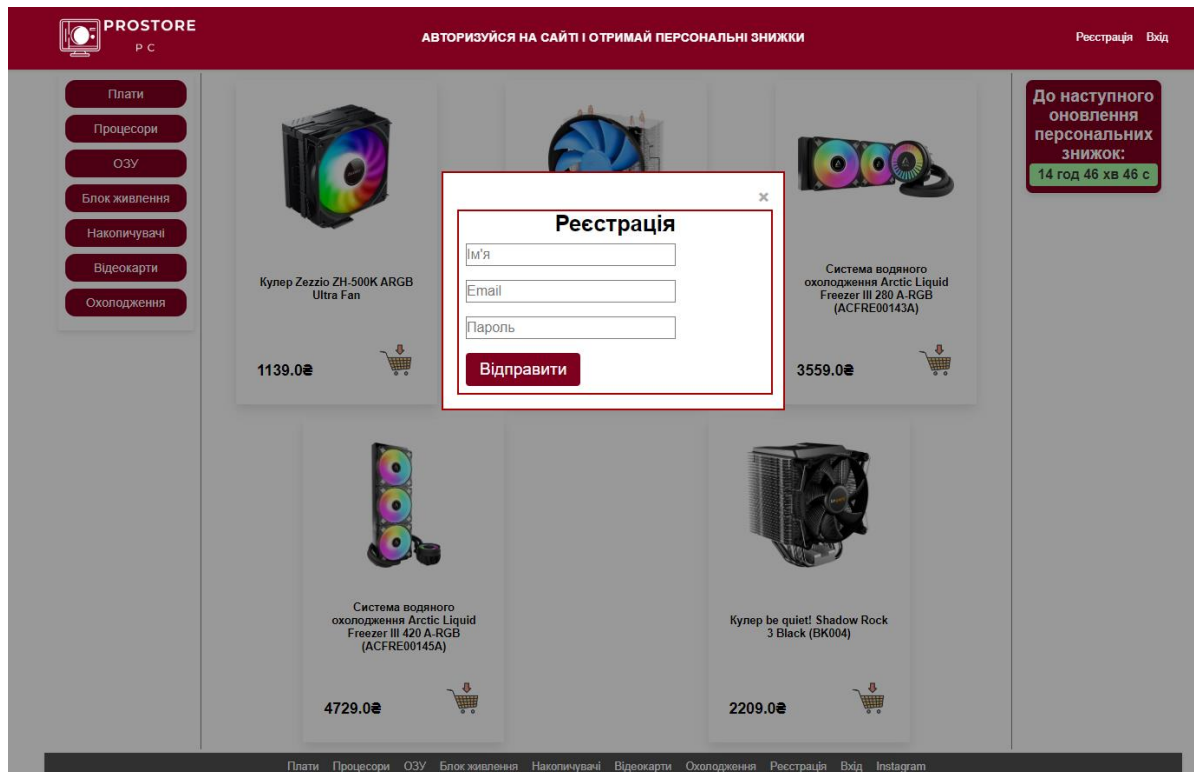 PROSTORE
PC
АВТОРИЗУЙСЯ НА САЙТІ І ОТРИМАЙ ПЕРСОНАЛЬНІ ЗНИЖКИ
Реєстрація Вхід
Плати
Процесори
ОЗУ
Блок живлення
Накопичувачі
Відеокарти
Охолодження
До наступного
оновлення
персональних
знижок:
14 год 46 хв 46 с
×
Реєстрація
Ім'я
Email
Пароль
Відправити
Кулер Zezzio ZH-500K ARGB
Ultra Fan
1139.0₴
Система водяного
охолодження Arctic Liquid
Freezer III 280 A-RGB
(ACFRE00143A)
3559.0₴
Система водяного
охолодження Arctic Liquid
Freezer III 420 A-RGB
(ACFRE00145A)
4729.0₴
Кулер be quiet! Shadow Rock
3 Black (BK004)
2209.0₴
Плати Процесори ОЗУ Блок живлення Накопичувачі Відеокарти Охолодження Реєстрація Вхід Instagram